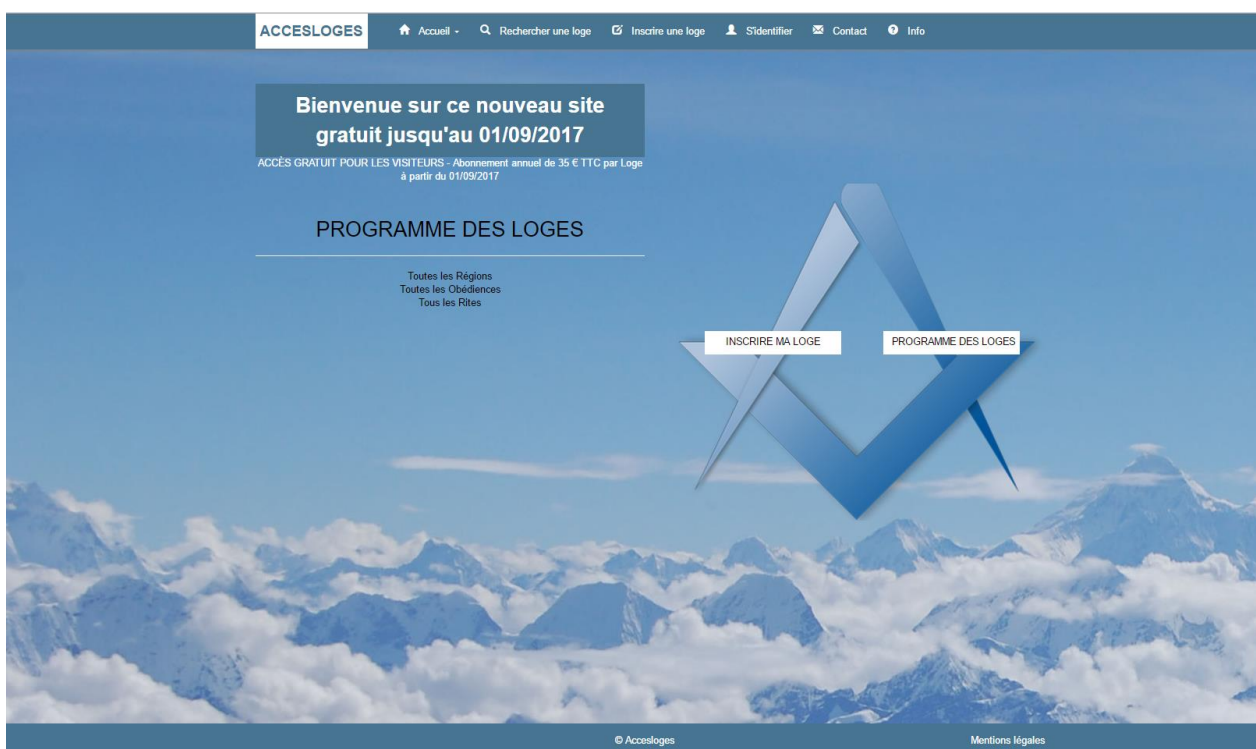 ACCESLOGES Accueil Rechercher une loge Inscrire une loge S'identifier Contact Info
Bienvenue sur ce nouveau site
gratuit jusqu'au 01/09/2017
ACCÈS GRATUIT POUR LES VISITEURS - Abonnement annuel de 35 € TTC par Loge
á partir du 01/09/2017
PROGRAMME DES LOGES
Toutes les Régions
Toutes les Obédiences
Tous les Rites
INSCRIRE MA LOGE PROGRAMME DES LOGES
© Accesloges Mentions légales